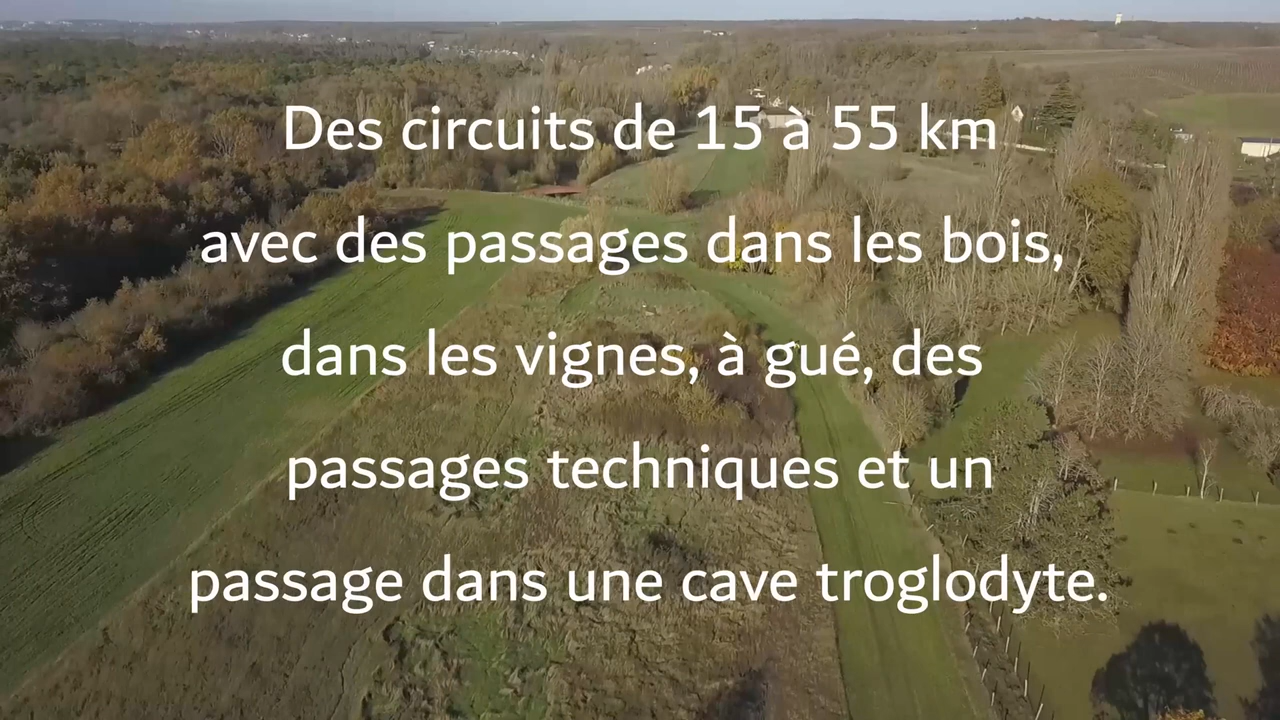 Des circuits de 15 à 55 km
avec des passages dans les bois,
dans les vignes, à gué, des
passages techniques et un
passage dans une cave troglodyte.